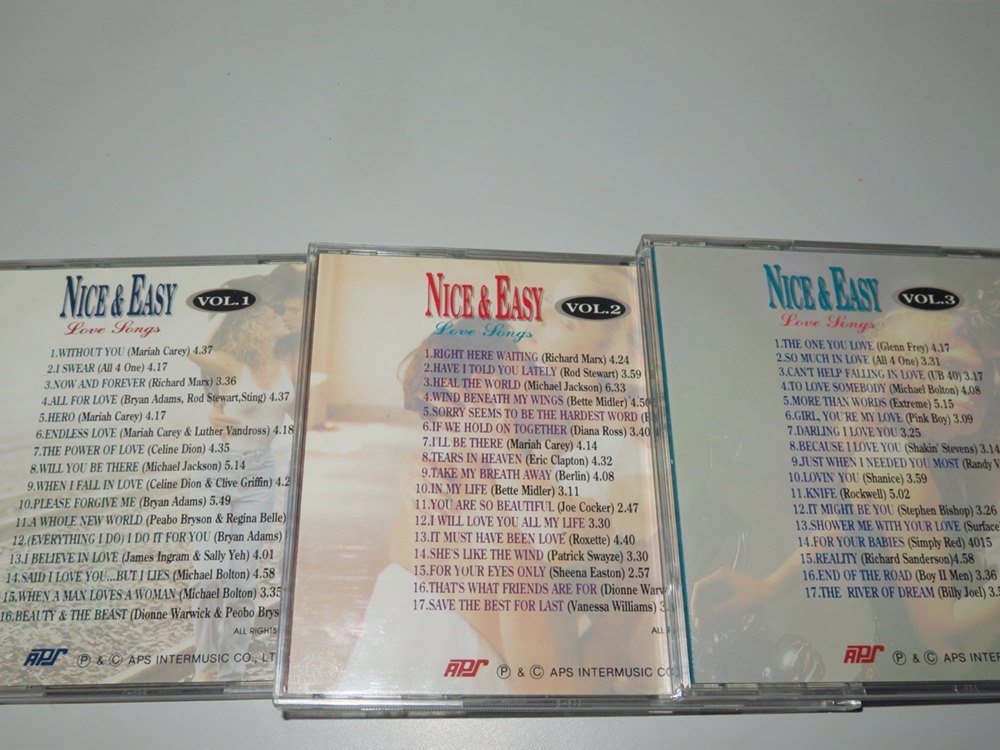 NICE & EASY
VOL.1
Love Songs
1.WITHOUT YOU (Mariah Carey) 4.37
2.I SWEAR (All 4 One) 4.17
3.NOW AND FOREVER (Richard Marx) 3.36
4.ALL FOR LOVE (Bryan Adams, Rod Stewart,Sting) 4.37
5.HERO (Mariah Carey) 4.17
6.ENDLESS LOVE (Mariah Carey & Luther Vandross) 4.18
7.THE POWER OF LOVE (Celine Dion) 4.35
8.WILL YOU BE THERE (Michael Jackson) 5.14
9.WHEN I FALL IN LOVE (Celine Dion & Clive Griffin) 4.2
10.PLEASE FORGIVE ME (Bryan Adams) 5.49
11.A WHOLE NEW WORLD (Peabo Bryson & Regina Belle)
12.(EVERYTHING I DO) I DO IT FOR YOU (Bryan Adams)
13.I BELIEVE IN LOVE (James Ingram & Sally Yeh) 4.01
14.SAID I LOVE YOU...BUT I LIES (Michael Bolton) 4.58
15.WHEN A MAN LOVES A WOMAN (Michael Bolton) 3.35
16.BEAUTY & THE BEAST (Dionne Warwick & Peobo Brys
ALL RIGHTS
APS ℗ & © APS INTERMUSIC CO., LT
NICE & EASY
VOL.2
Love Songs
1.RIGHT HERE WAITING (Richard Marx) 4.24
2.HAVE I TOLD YOU LATELY (Rod Stewart) 3.59
3.HEAL THE WORLD (Michael Jackson) 6.33
4.WIND BENEATH MY WINGS (Bette Midler) 4.50
5.SORRY SEEMS TO BE THE HARDEST WORD
6.IF WE HOLD ON TOGETHER (Diana Ross) 3.40
7.I'LL BE THERE (Mariah Carey) 4.14
8.TEARS IN HEAVEN (Eric Clapton) 4.32
9.TAKE MY BREATH AWAY (Berlin) 4.08
10.IN MY LIFE (Bette Midler) 3.11
11.YOU ARE SO BEAUTIFUL (Joe Cocker) 2.47
12.I WILL LOVE YOU ALL MY LIFE 3.30
13.IT MUST HAVE BEEN LOVE (Roxette) 4.40
14.SHE'S LIKE THE WIND (Patrick Swayze) 3.30
15.FOR YOUR EYES ONLY (Sheena Easton) 2.57
16.THAT'S WHAT FRIENDS ARE FOR (Dionne War
17.SAVE THE BEST FOR LAST (Vanessa Williams) 3.
ALL
APS ℗ & © APS INTERMUSIC CO
NICE & EASY
VOL.3
Love Songs
1.THE ONE YOU LOVE (Glenn Frey) 4.17
2.SO MUCH IN LOVE (All 4 One) 3.31
3.CAN'T HELP FALLING IN LOVE (UB 40) 3.17
4.TO LOVE SOMEBODY (Michael Bolton) 4.08
5.MORE THAN WORDS (Extreme) 5.15
6.GIRL, YOU'RE MY LOVE (Pink Boy) 3.09
7.DARLING I LOVE YOU 3.25
8.BECAUSE I LOVE YOU (Shakin' Stevens) 3.14
9.JUST WHEN I NEEDED YOU MOST (Randy V
10.LOVIN' YOU (Shanice) 3.59
11.KNIFE (Rockwell) 5.02
12.IT MIGHT BE YOU (Stephen Bishop) 3.26
13.SHOWER ME WITH YOUR LOVE (Surface
14.FOR YOUR BABIES (Simply Red) 4015
15.REALITY (Richard Sanderson)4.58
16.END OF THE ROAD (Boy II Men) 3.36
17.THE RIVER OF DREAM (Billy Joel) 3.5
APS ℗ & © APS INTERM